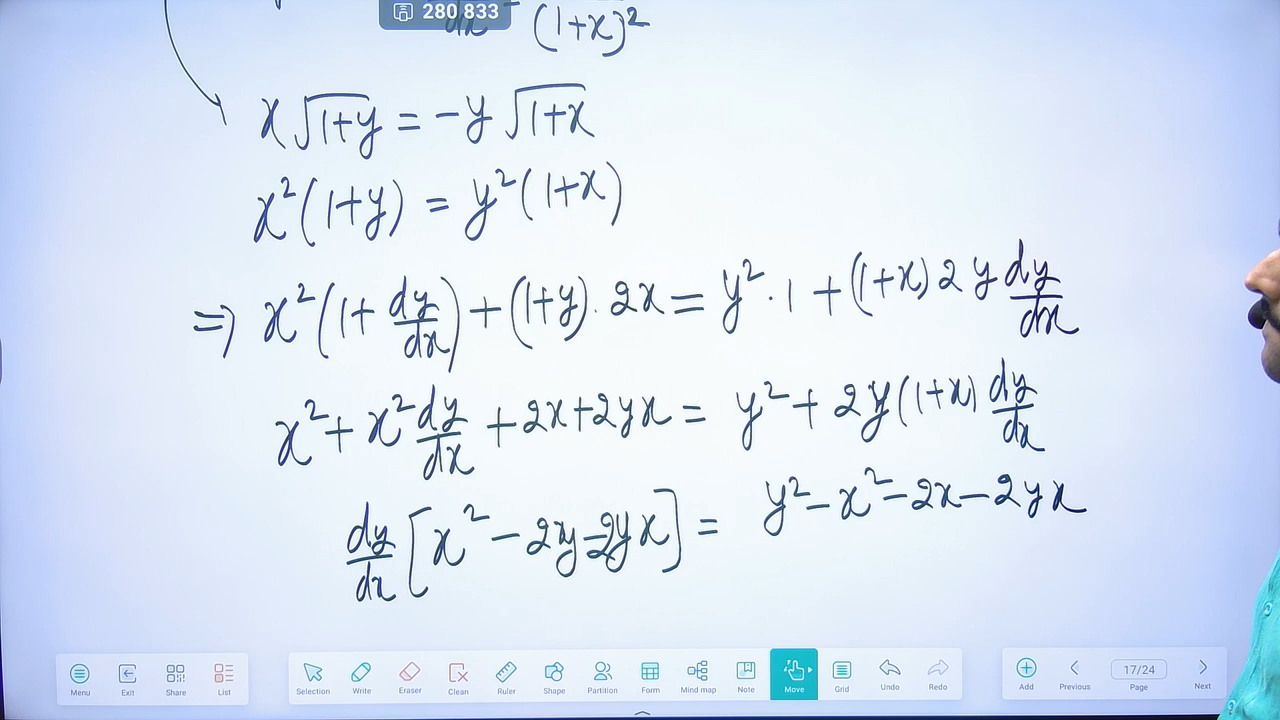 280 833
dx - (1+x)²
x √1+y = -y √1+x
x²(1+y) = y²(1+x)
=> x²(1+ dy/dx) + (1+y). 2x = y². 1 + (1+x) 2 y dy/dx
x² + x² dy/dx + 2x + 2yx = y² + 2y(1+x) dy/dx
dy/dx [x² - 2y - 2yx] = y² - x² - 2x - 2yx
Menu Exit Share List Selection Write Eraser Clean Ruler Shape Partition Form Mind map Note Move Grid Undo Redo Add Previous 17/24 Page Next